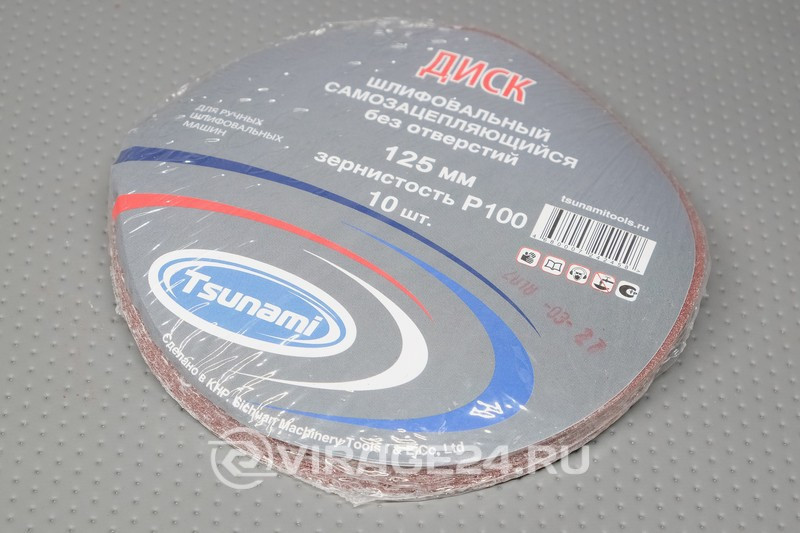 ДИСК
ШЛИФОВАЛЬНЫЙ
САМОЗАЦЕПЛЯЮЩИЙСЯ
без отверстий
125 мм
зернистость P100
10 шт.
ДЛЯ РУЧНЫХ
ШЛИФОВАЛЬНЫХ
МАШИН
tsunamitools.ru
Tsunami
Сделано в КНР. Sichuan Machinery Tools I & E Co. Ltd
VIRAGE24.RU